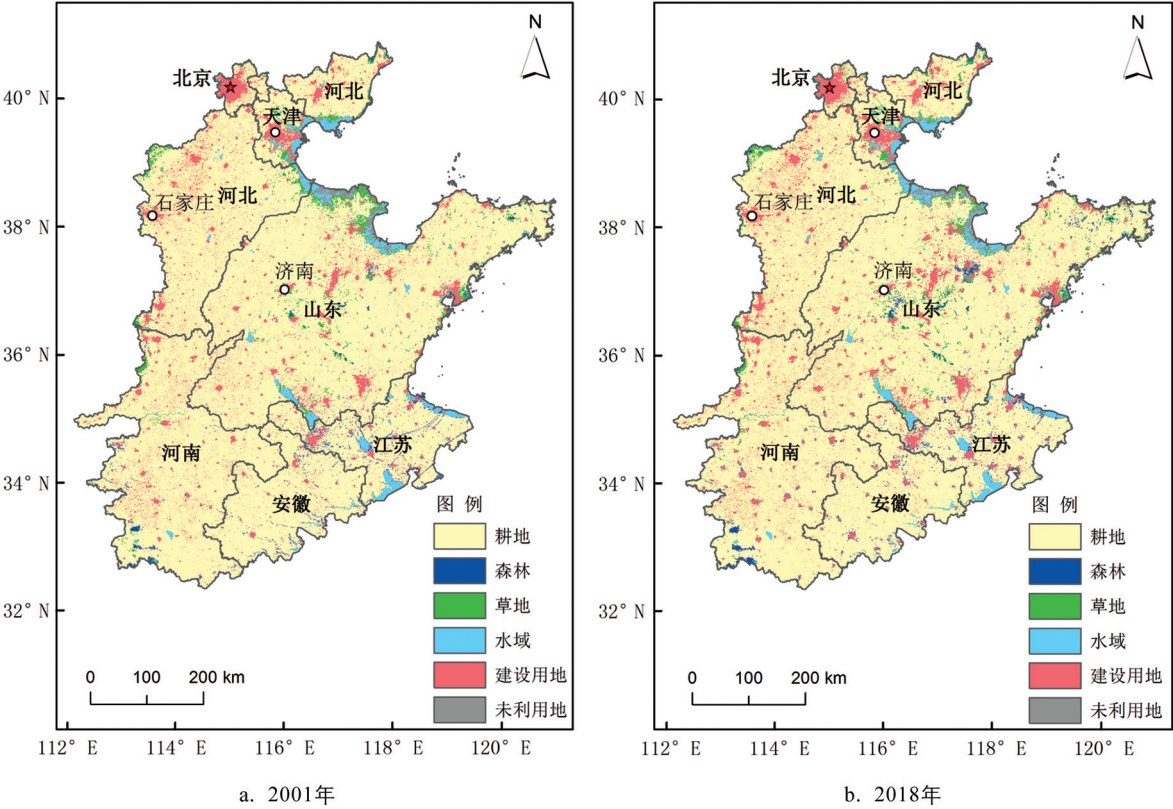 N
北京
河北
40° N
天津
石家庄
河北
38° N
济南
山东
36° N
河南
江苏
34° N
安徽
图 例
耕地
森林
草地
水域
建设用地
未利用地
32° N
0 100 200 km
112° E 114° E 116° E 118° E 120° E
a. 2001年
N
北京
河北
40° N
天津
石家庄
河北
38° N
济南
山东
36° N
河南
江苏
34° N
安徽
图 例
耕地
森林
草地
水域
建设用地
未利用地
32° N
0 100 200 km
112° E 114° E 116° E 118° E 120° E
b. 2018年